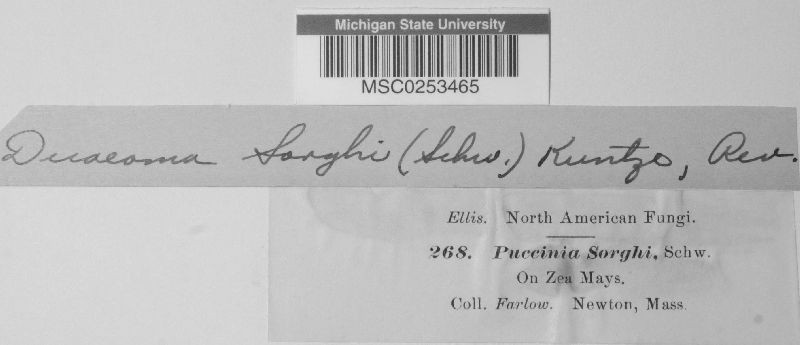 Michigan State University
MSC0253465
Dicaeoma Sorghi (Schw.) Kuntze, Rev.
Ellis. North American Fungi.
268. Puccinia Sorghi, Schw.
On Zea Mays.
Coll. Farlow. Newton, Mass.